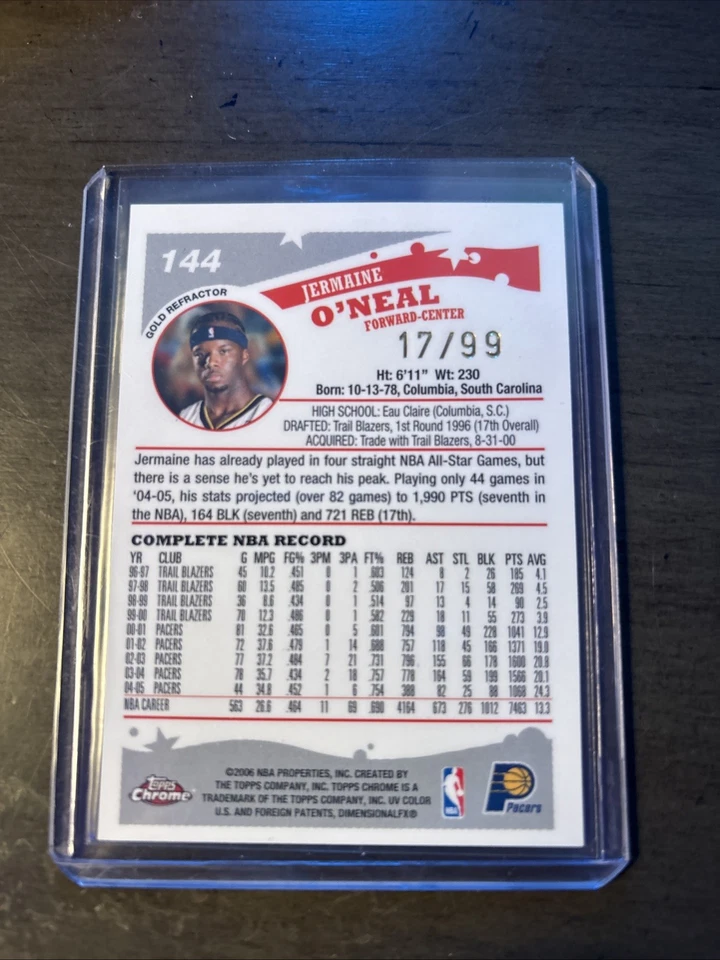 144
GOLD REFRACTOR
JERMAINE
O'NEAL
FORWARD-CENTER
17/99
Ht: 6'11" Wt: 230
Born: 10-13-78, Columbia, South Carolina
HIGH SCHOOL: Eau Claire (Columbia, S.C.)
DRAFTED: Trail Blazers, 1st Round 1996 (17th Overall)
ACQUIRED: Trade with Trail Blazers, 8-31-00
Jermaine has already played in four straight NBA All-Star Games, but
there is a sense he's yet to reach his peak. Playing only 44 games in
'04-05, his stats projected (over 82 games) to 1,990 PTS (seventh in
the NBA), 164 BLK (seventh) and 721 REB (17th).
COMPLETE NBA RECORD
YR CLUB G MPG FG% 3PM 3PA FT% REB AST STL BLK PTS AVG
96-97 TRAIL BLAZERS 45 10.2 .451 0 1 .603 124 8 2 26 185 4.1
97-98 TRAIL BLAZERS 60 13.5 .485 0 2 .506 201 17 15 58 269 4.5
98-99 TRAIL BLAZERS 36 8.6 .434 0 1 .514 97 13 4 14 90 2.5
99-00 TRAIL BLAZERS 70 12.3 .486 0 1 .582 229 18 11 55 273 3.9
00-01 PACERS 81 32.6 .465 0 5 .601 794 98 49 228 1041 12.9
01-02 PACERS 72 37.6 .479 1 14 .688 757 118 45 166 1371 19.0
02-03 PACERS 77 37.2 .484 7 21 .731 796 155 66 178 1600 20.8
03-04 PACERS 78 35.7 .434 2 18 .757 778 164 59 199 1566 20.1
04-05 PACERS 44 34.8 .452 1 6 .754 388 82 25 88 1068 24.3
NBA CAREER 563 26.6 .464 11 69 .690 4164 673 276 1012 7463 13.3
©2006 NBA PROPERTIES, INC. CREATED BY
THE TOPPS COMPANY, INC. TOPPS CHROME IS A
TRADEMARK OF THE TOPPS COMPANY, INC. UV COLOR
U.S. AND FOREIGN PATENTS, DIMENSIONALFX®
TOPPS
Chrome
NBA
Pacers